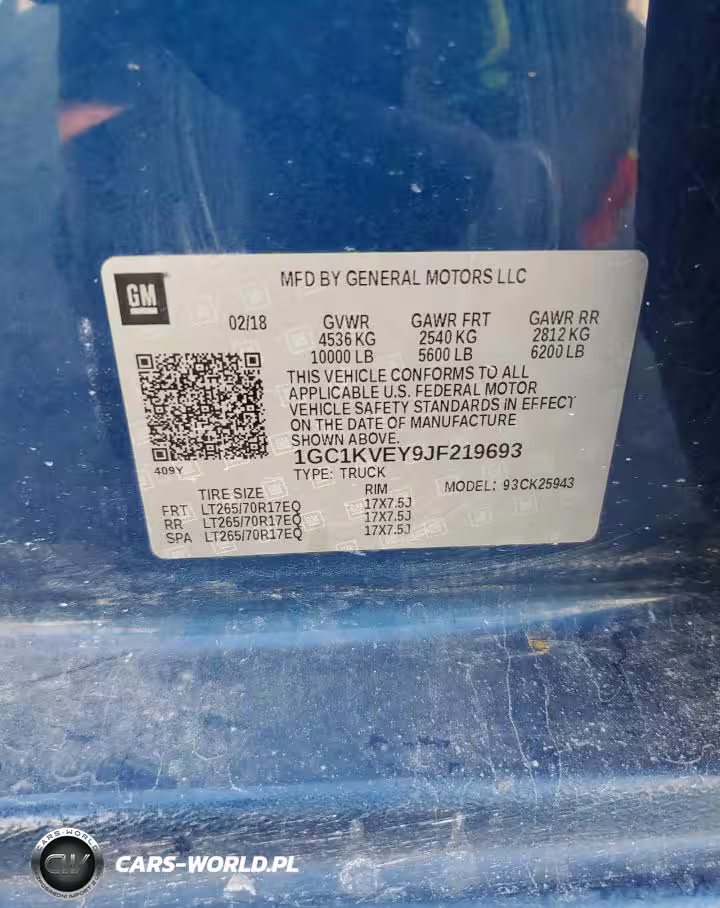 GM
MFD BY GENERAL MOTORS LLC
02/18 GVWR GAWR FRT GAWR RR
4536 KG 2540 KG 2812 KG
10000 LB 5600 LB 6200 LB
THIS VEHICLE CONFORMS TO ALL
APPLICABLE U.S. FEDERAL MOTOR
VEHICLE SAFETY STANDARDS IN EFFECT
ON THE DATE OF MANUFACTURE
SHOWN ABOVE.
409Y
1GC1KVEY9JF219693
TYPE: TRUCK
TIRE SIZE RIM MODEL: 93CK25943
FRT LT265/70R17EQ 17X7.5J
RR LT265/70R17EQ 17X7.5J
SPA LT265/70R17EQ 17X7.5J
CARS-WORLD
CW
CARS-WORLD.PL